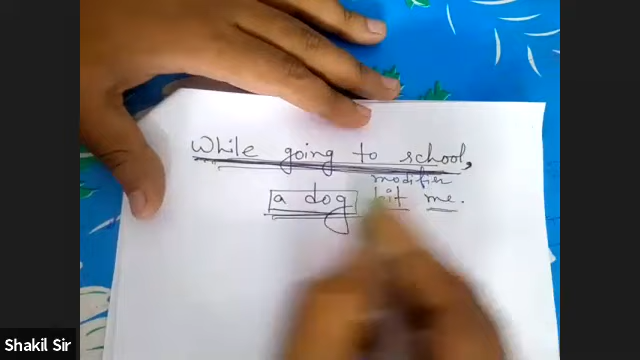 While going to school,
modifier
a dog bit me.
Shakil Sir